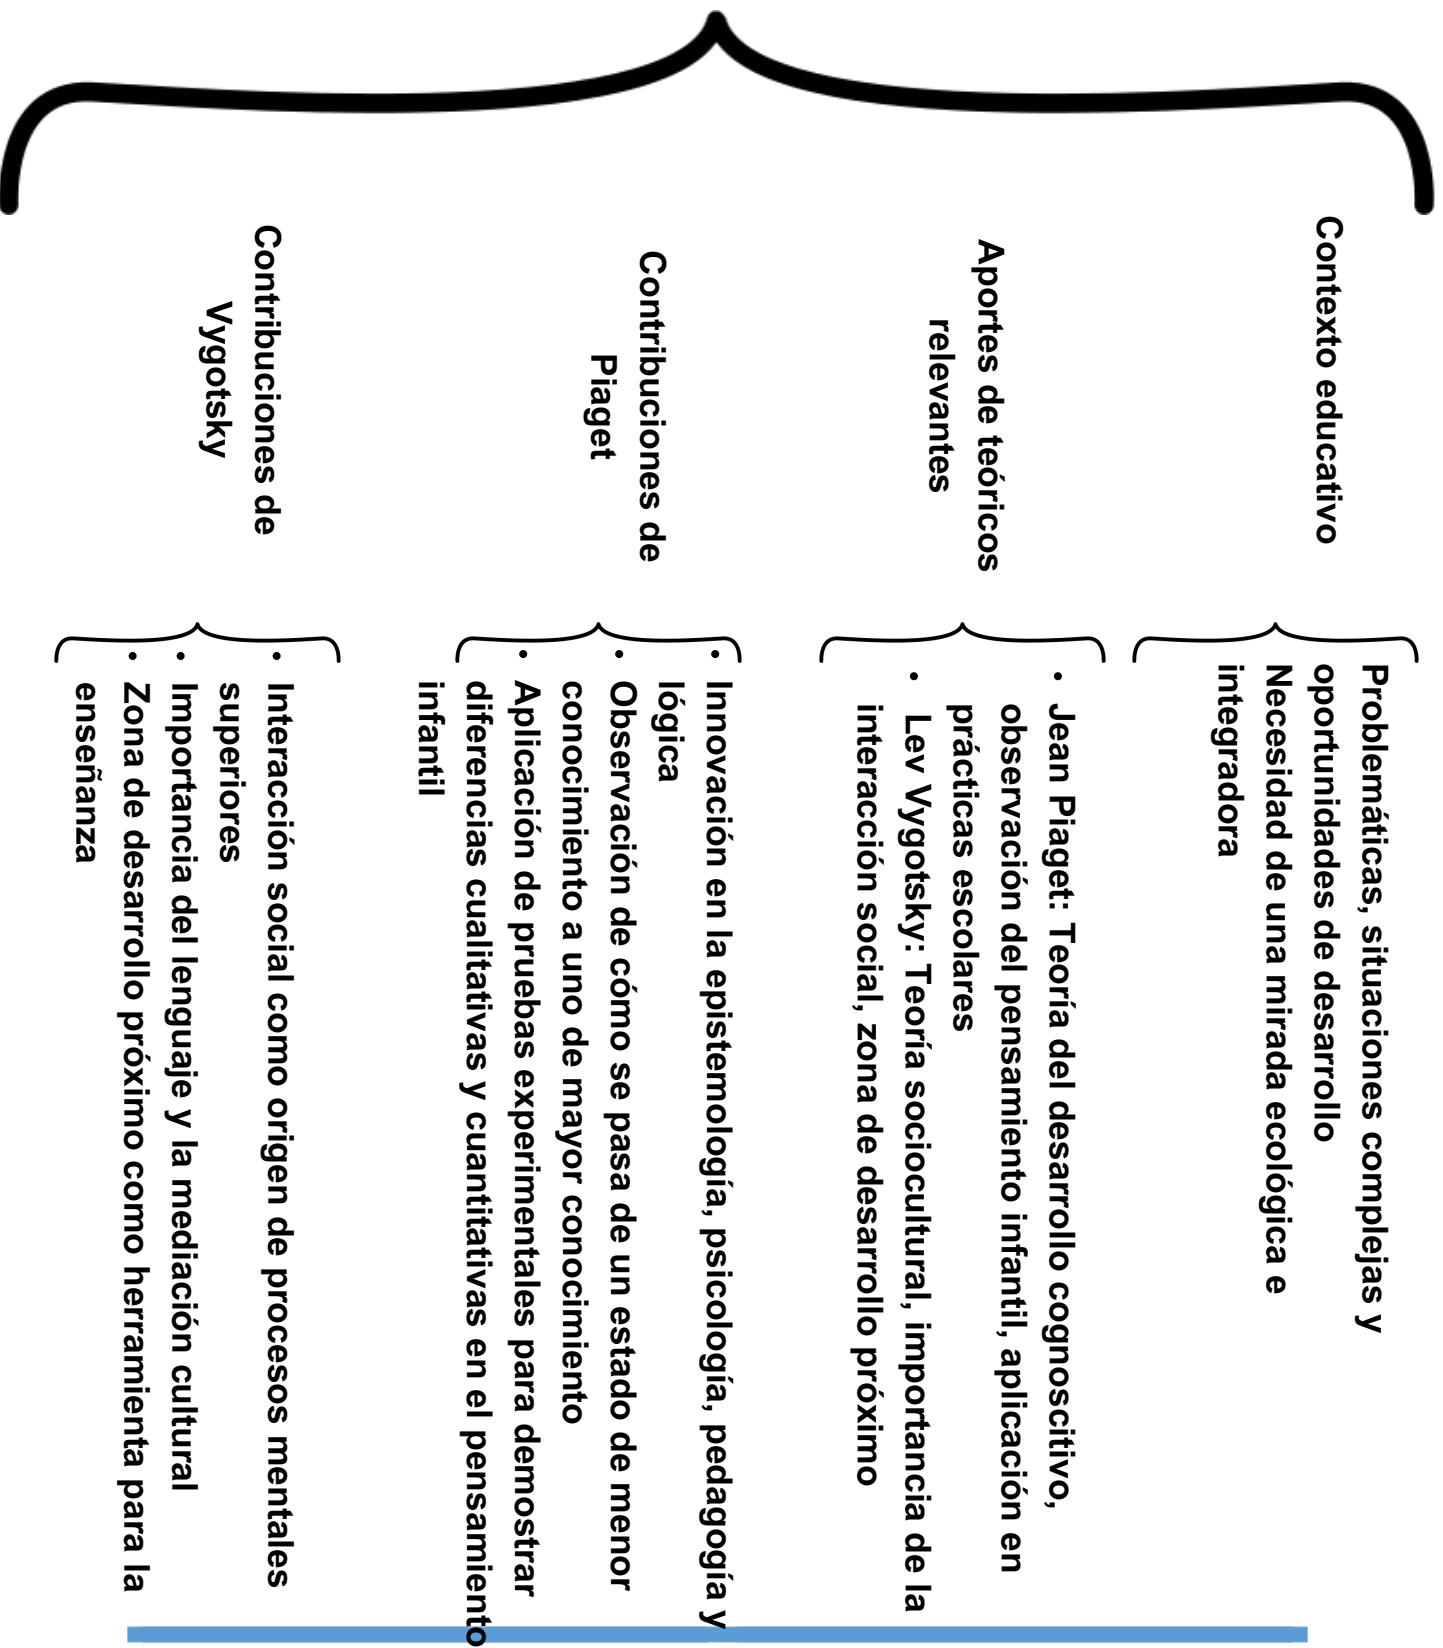 Contexto educativo
Problemáticas, situaciones complejas y
oportunidades de desarrollo
Necesidad de una mirada ecológica e
integradora
Aportes de teóricos
relevantes
• Jean Piaget: Teoría del desarrollo cognoscitivo,
observación del pensamiento infantil, aplicación en
prácticas escolares
• Lev Vygotsky: Teoría sociocultural, importancia de la
interacción social, zona de desarrollo próximo
Contribuciones de
Piaget
• Innovación en la epistemología, psicología, pedagogía y
lógica
• Observación de cómo se pasa de un estado de menor
conocimiento a uno de mayor conocimiento
• Aplicación de pruebas experimentales para demostrar
diferencias cualitativas y cuantitativas en el pensamiento
infantil
Contribuciones de
Vygotsky
• Interacción social como origen de procesos mentales
superiores
• Importancia del lenguaje y la mediación cultural
• Zona de desarrollo próximo como herramienta para la
enseñanza